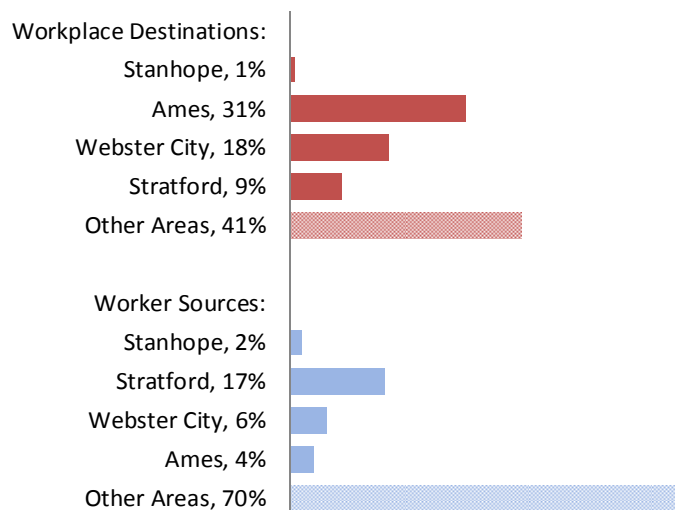 Workplace Destinations:
Stanhope, 1%
Ames, 31%
Webster City, 18%
Stratford, 9%
Other Areas, 41%
Worker Sources:
Stanhope, 2%
Stratford, 17%
Webster City, 6%
Ames, 4%
Other Areas, 70%